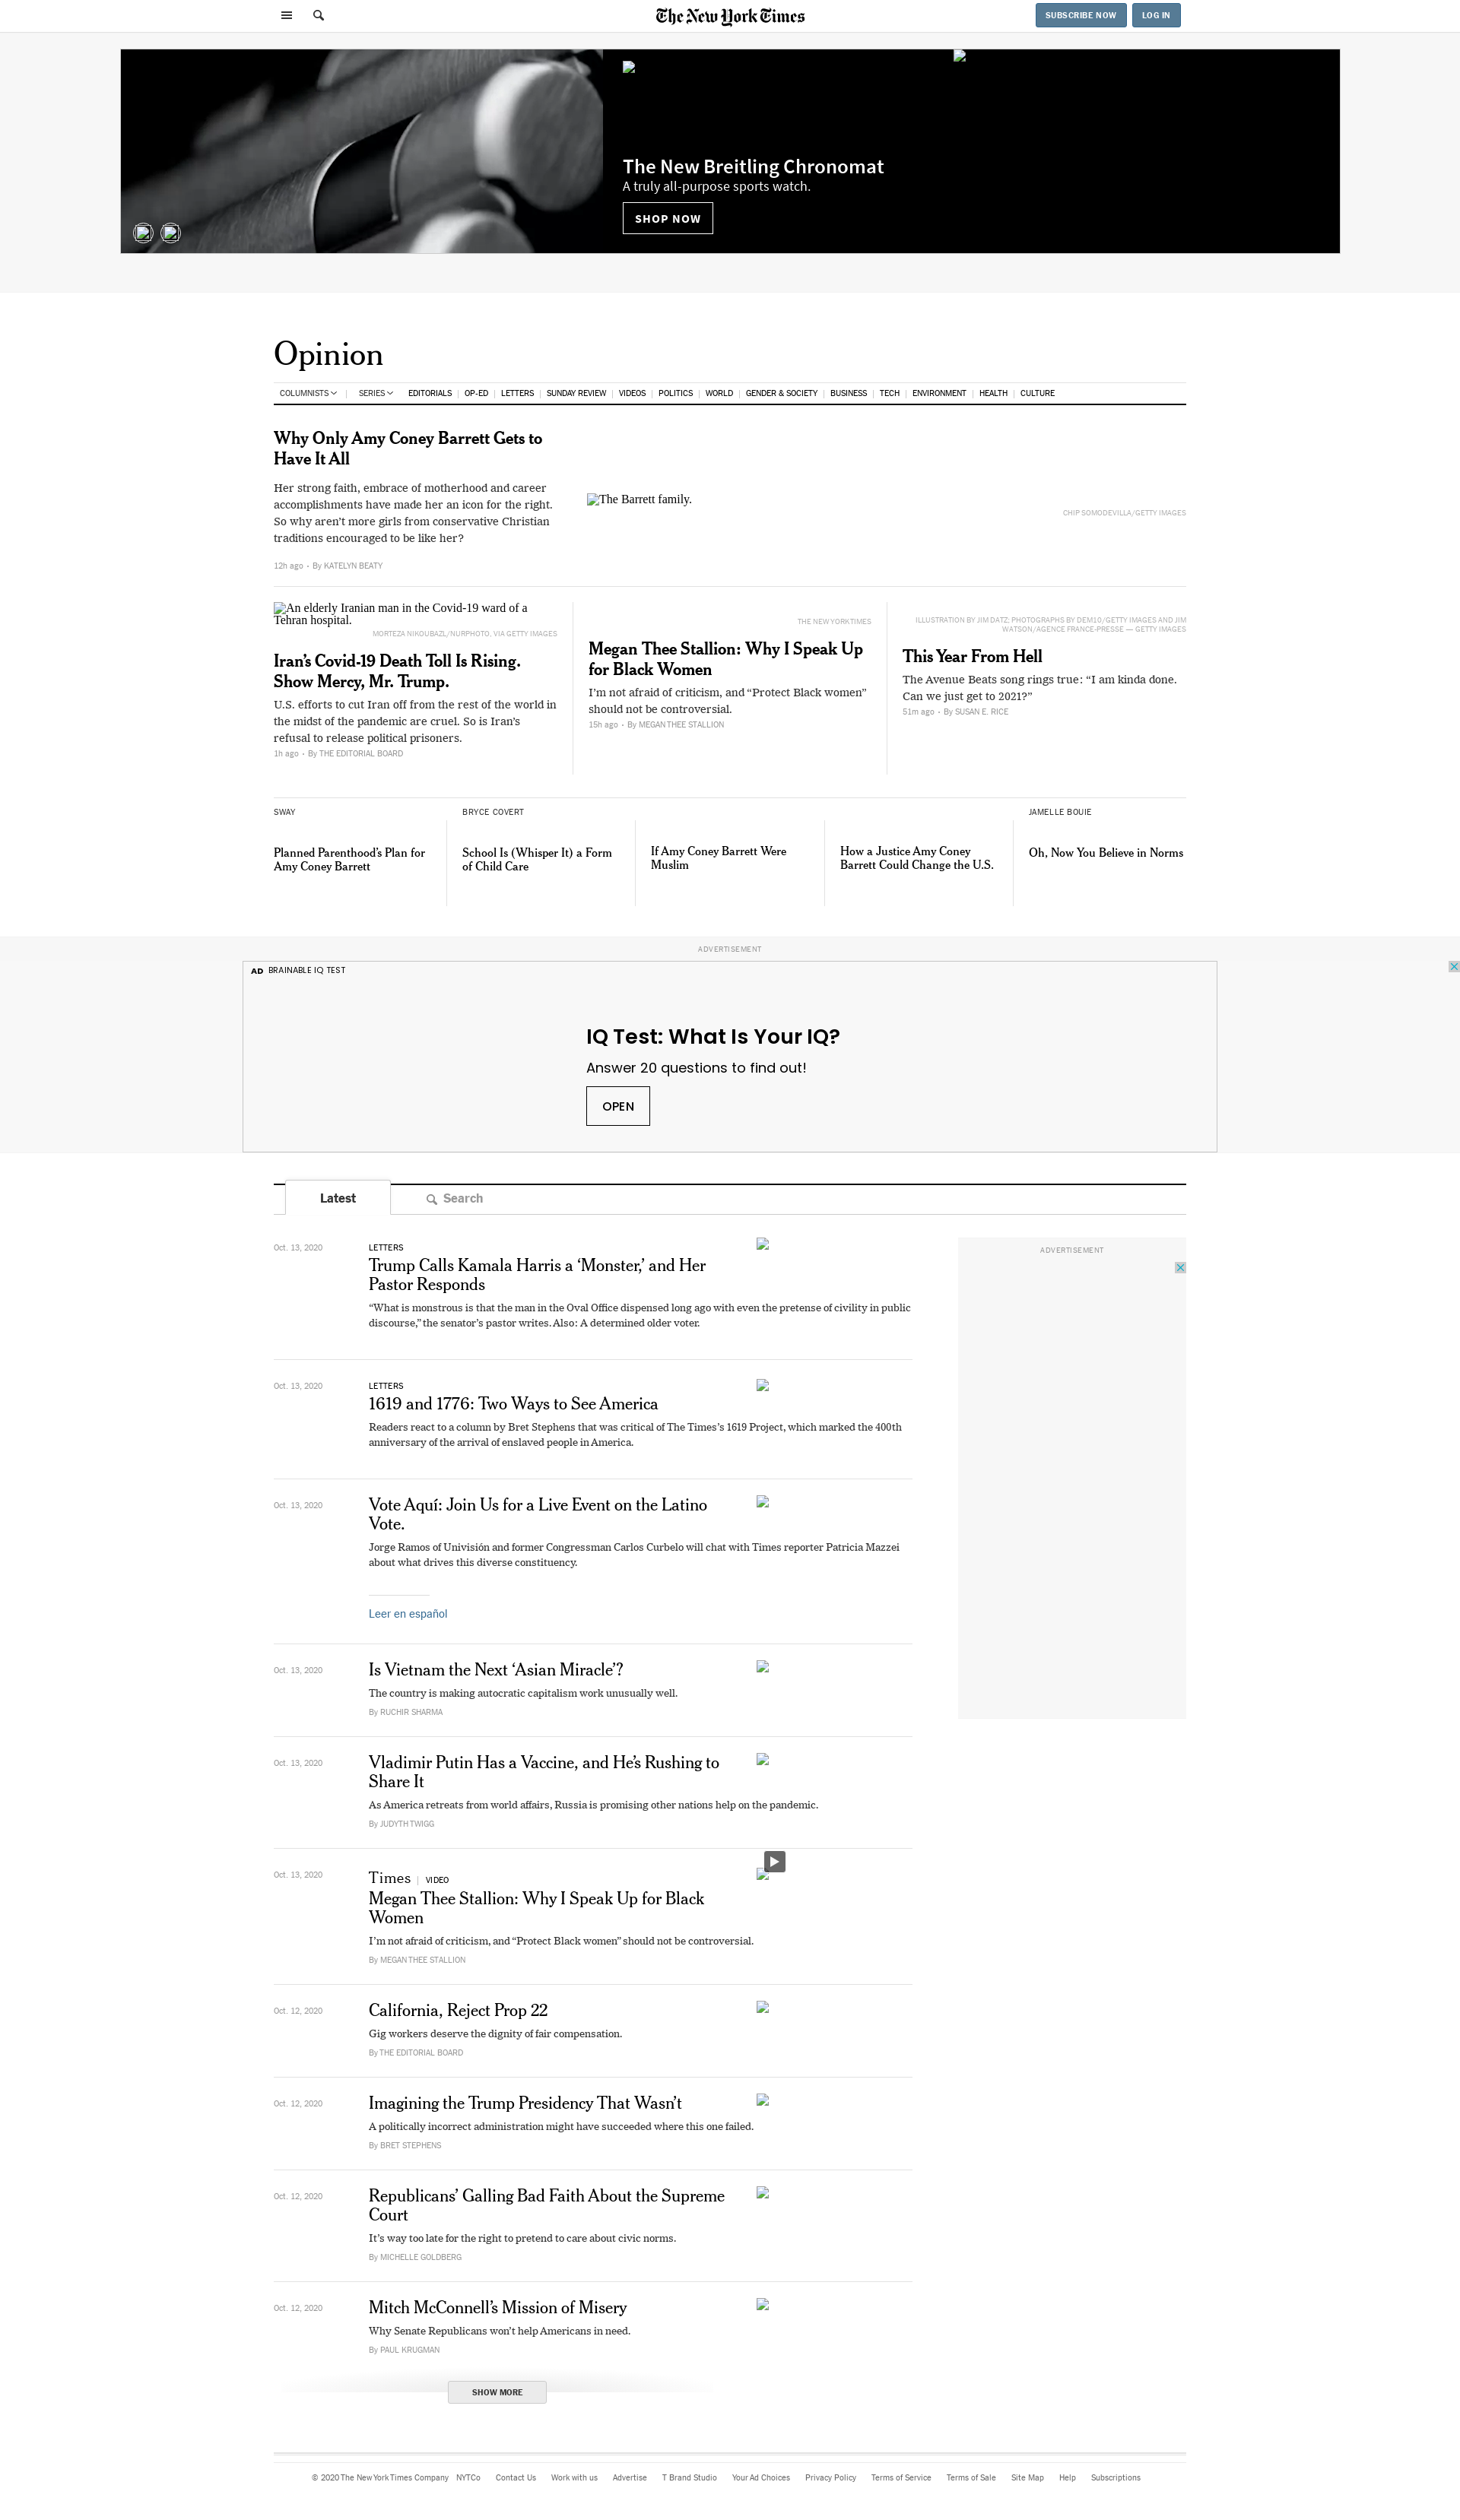 The New York Times
SUBSCRIBE NOW
LOG IN
The New Breitling Chronomat
A truly all-purpose sports watch.
SHOP NOW
Opinion
COLUMNISTS | SERIES EDITORIALS | OP-ED | LETTERS | SUNDAY REVIEW | VIDEOS | POLITICS | WORLD | GENDER & SOCIETY | BUSINESS | TECH | ENVIRONMENT | HEALTH | CULTURE
Why Only Amy Coney Barrett Gets to
Have It All
Her strong faith, embrace of motherhood and career
accomplishments have made her an icon for the right.
So why aren’t more girls from conservative Christian
traditions encouraged to be like her?
12h ago • By KATELYN BEATY
The Barrett family.
CHIP SOMODEVILLA/GETTY IMAGES
An elderly Iranian man in the Covid-19 ward of a
Tehran hospital.
MORTEZA NIKOUBAZL/NURPHOTO, VIA GETTY IMAGES
Iran’s Covid-19 Death Toll Is Rising.
Show Mercy, Mr. Trump.
U.S. efforts to cut Iran off from the rest of the world in
the midst of the pandemic are cruel. So is Iran’s
refusal to release political prisoners.
1h ago • By THE EDITORIAL BOARD
THE NEW YORK TIMES
Megan Thee Stallion: Why I Speak Up
for Black Women
I’m not afraid of criticism, and “Protect Black women”
should not be controversial.
15h ago • By MEGAN THEE STALLION
ILLUSTRATION BY JIM DATZ; PHOTOGRAPHS BY DEM10/GETTY IMAGES AND JIM
WATSON/AGENCE FRANCE-PRESSE — GETTY IMAGES
This Year From Hell
The Avenue Beats song rings true: “I am kinda done.
Can we just get to 2021?”
51m ago • By SUSAN E. RICE
SWAY
Planned Parenthood’s Plan for
Amy Coney Barrett
BRYCE COVERT
School Is (Whisper It) a Form
of Child Care
If Amy Coney Barrett Were
Muslim
How a Justice Amy Coney
Barrett Could Change the U.S.
JAMELLE BOUIE
Oh, Now You Believe in Norms
ADVERTISEMENT
AD BRAINABLE IQ TEST
IQ Test: What Is Your IQ?
Answer 20 questions to find out!
OPEN
Latest
Search
ADVERTISEMENT
Oct. 13, 2020
LETTERS
Trump Calls Kamala Harris a ‘Monster,’ and Her
Pastor Responds
“What is monstrous is that the man in the Oval Office dispensed long ago with even the pretense of civility in public
discourse,” the senator’s pastor writes. Also: A determined older voter.
Oct. 13, 2020
LETTERS
1619 and 1776: Two Ways to See America
Readers react to a column by Bret Stephens that was critical of The Times’s 1619 Project, which marked the 400th
anniversary of the arrival of enslaved people in America.
Oct. 13, 2020
Vote Aquí: Join Us for a Live Event on the Latino
Vote.
Jorge Ramos of Univisión and former Congressman Carlos Curbelo will chat with Times reporter Patricia Mazzei
about what drives this diverse constituency.
Leer en español
Oct. 13, 2020
Is Vietnam the Next ‘Asian Miracle’?
The country is making autocratic capitalism work unusually well.
By RUCHIR SHARMA
Oct. 13, 2020
Vladimir Putin Has a Vaccine, and He’s Rushing to
Share It
As America retreats from world affairs, Russia is promising other nations help on the pandemic.
By JUDYTH TWIGG
Oct. 13, 2020
Times | VIDEO
Megan Thee Stallion: Why I Speak Up for Black
Women
I’m not afraid of criticism, and “Protect Black women” should not be controversial.
By MEGAN THEE STALLION
Oct. 12, 2020
California, Reject Prop 22
Gig workers deserve the dignity of fair compensation.
By THE EDITORIAL BOARD
Oct. 12, 2020
Imagining the Trump Presidency That Wasn’t
A politically incorrect administration might have succeeded where this one failed.
By BRET STEPHENS
Oct. 12, 2020
Republicans’ Galling Bad Faith About the Supreme
Court
It’s way too late for the right to pretend to care about civic norms.
By MICHELLE GOLDBERG
Oct. 12, 2020
Mitch McConnell’s Mission of Misery
Why Senate Republicans won’t help Americans in need.
By PAUL KRUGMAN
SHOW MORE
© 2020 The New York Times Company NYTCo Contact Us Work with us Advertise T Brand Studio Your Ad Choices Privacy Policy Terms of Service Terms of Sale Site Map Help Subscriptions